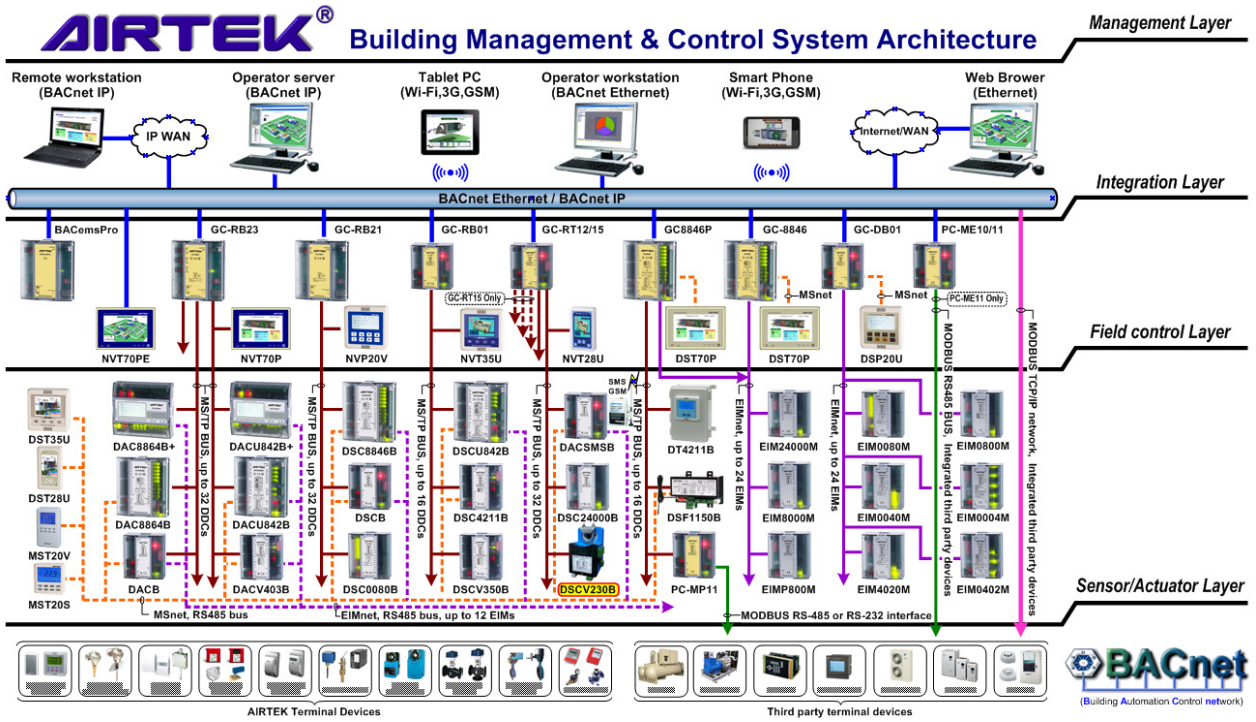 AIRTEK®
Building Management & Control System Architecture
Management Layer
Remote workstation
(BACnet IP)
Operator server
(BACnet IP)
Tablet PC
(Wi-Fi,3G,GSM)
Operator workstation
(BACnet Ethernet)
Smart Phone
(Wi-Fi,3G,GSM)
Web Brower
(Ethernet)
IP WAN
Internet/WAN
BACnet Ethernet / BACnet IP
Integration Layer
BACemsPro
GC-RB23
GC-RB21
GC-RB01
GC-RT12/15
GC8846P
GC-8846
GC-DB01
PC-ME10/11
GC-RT15 Only
MSnet
MSnet
PC-ME11 Only
NVT70PE
NVT70P
NVP20V
NVT35U
NVT28U
DST70P
DST70P
DSP20U
Field control Layer
MS/TP BUS, up to 32 DDCs
MS/TP BUS, up to 32 DDCs
MS/TP BUS, up to 16 DDCs
MS/TP BUS, up to 32 DDCs
MS/TP BUS, up to 16 DDCs
EIMnet, up to 24 EIMs
EIMnet, up to 24 EIMs
MODBUS RS485 BUS, Integrated third party devices
MODBUS TCP/IP network, Integrated third party devices
SMS
GSM
DST35U
DAC8864B+
DACU842B+
DSC8846B
DSCU842B
DACSMSB
DT4211B
EIM24000M
EIM0080M
EIM0800M
DST28U
DAC8864B
DACU842B
DSCB
DSC4211B
DSC24000B
DSF1150B
EIM8000M
EIM0040M
EIM0004M
MST20V
MST20S
DACB
DACV403B
DSC0080B
DSCV350B
DSCV230B
PC-MP11
EIMP800M
EIM4020M
EIM0402M
Sensor/Actuator Layer
MSnet, RS485 bus
EIMnet, RS485 bus, up to 12 EIMs
MODBUS RS-485 or RS-232 interface
AIRTEK Terminal Devices
Third party terminal devices
BACnet
(Building Automation Control network)